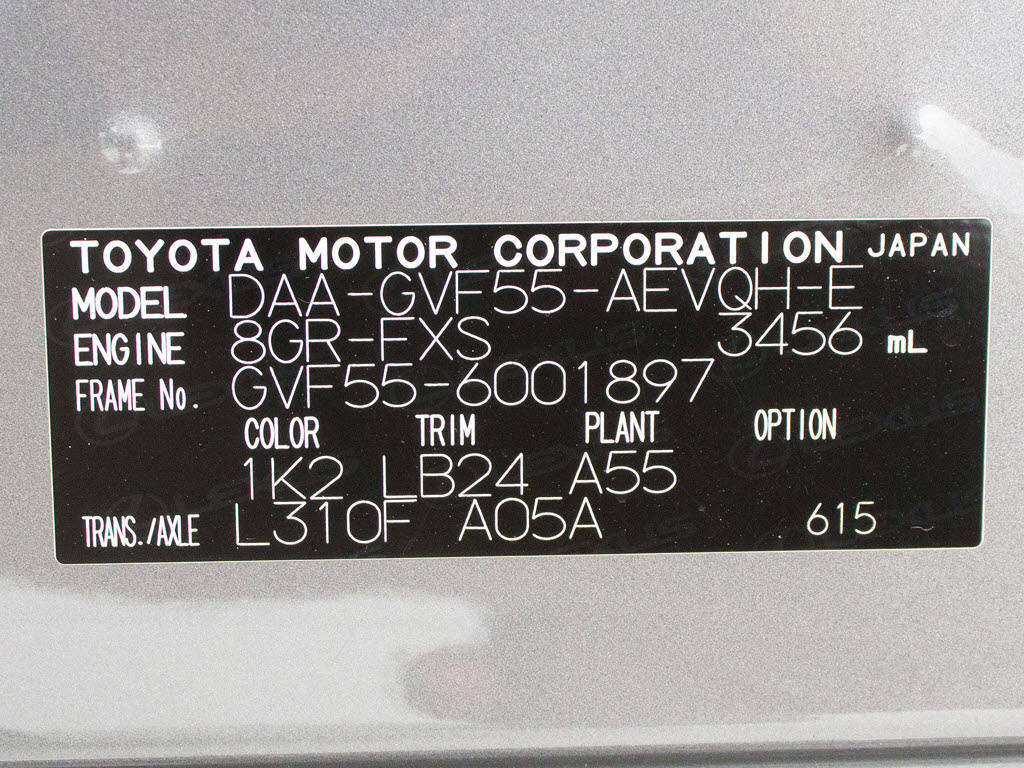 TOYOTA MOTOR CORPORATION JAPAN
MODEL DAA-GVF55-AEVQH-E
ENGINE 8GR-FXS 3456 mL
FRAME No. GVF55-6001897
COLOR TRIM PLANT OPTION
1K2 LB24 A55
TRANS./AXLE L310F A05A 615